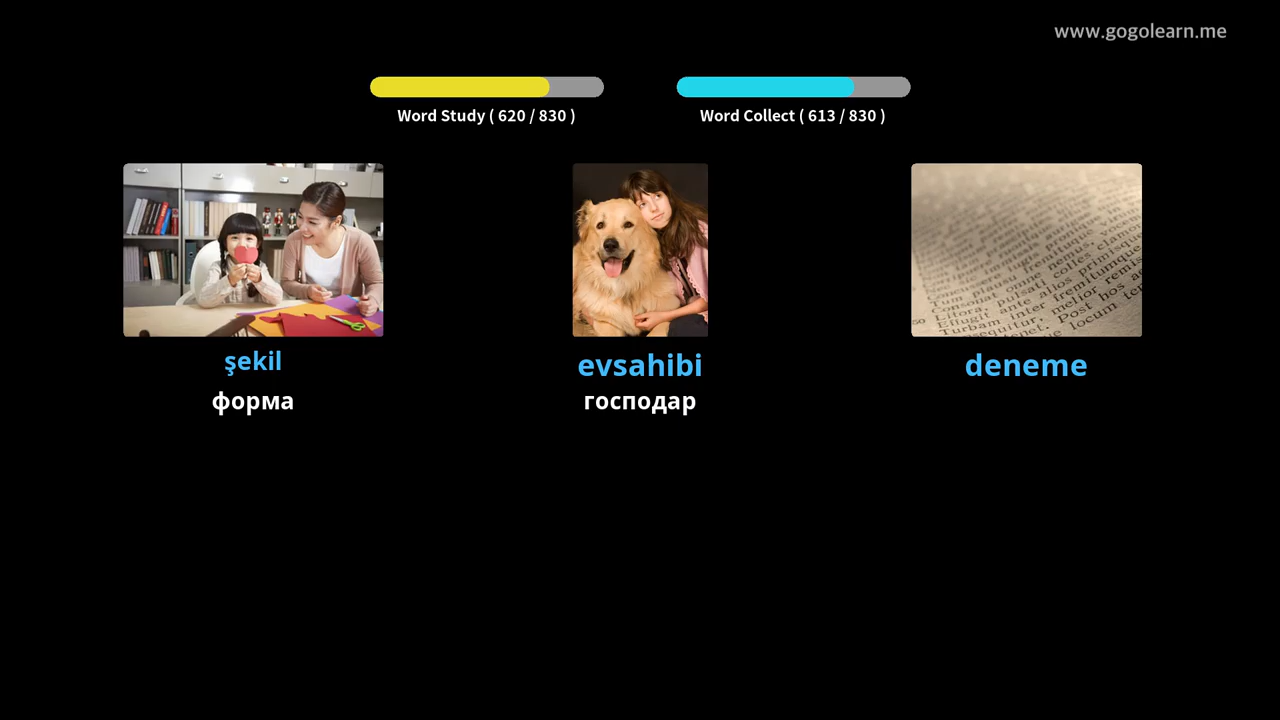 www.gogolearn.me
Word Study ( 620 / 830 )
Word Collect ( 613 / 830 )
şekil
форма
evsahibi
господар
deneme